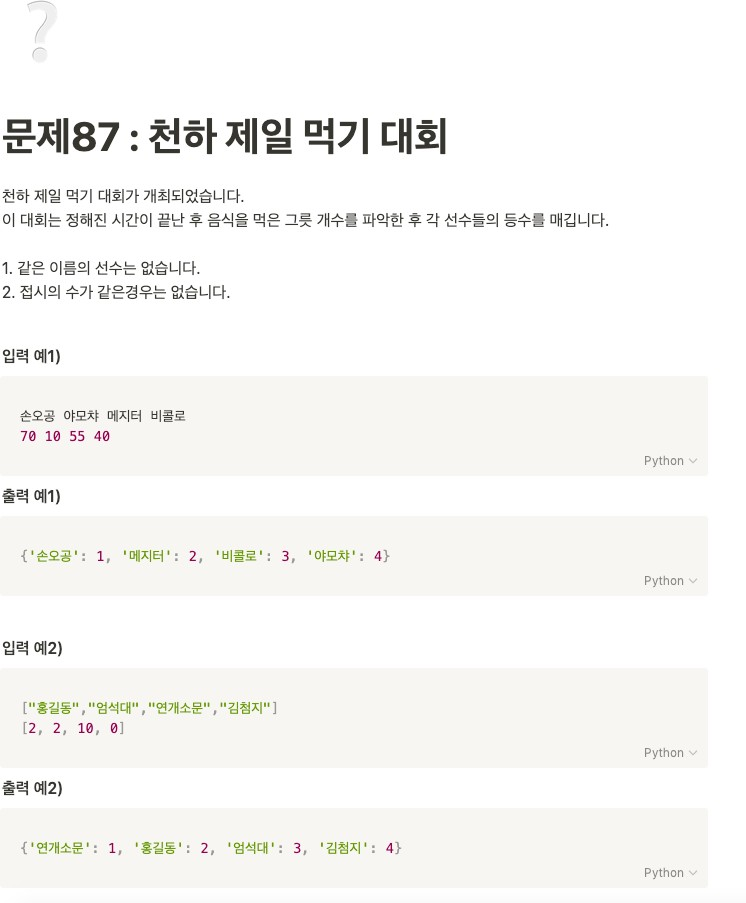 ?
문제87 : 천하 제일 먹기 대회
천하 제일 먹기 대회가 개최되었습니다.
이 대회는 정해진 시간이 끝난 후 음식을 먹은 그릇 개수를 파악한 후 각 선수들의 등수를 매깁니다.
1. 같은 이름의 선수는 없습니다.
2. 접시의 수가 같은경우는 없습니다.
입력 예1)
손오공 야모챠 메지터 비콜로
70 10 55 40
Python
출력 예1)
{'손오공': 1, '메지터': 2, '비콜로': 3, '야모챠': 4}
Python
입력 예2)
["홍길동","엄석대","연개소문","김첨지"]
[2, 2, 10, 0]
Python
출력 예2)
{'연개소문': 1, '홍길동': 2, '엄석대': 3, '김첨지': 4}
Python